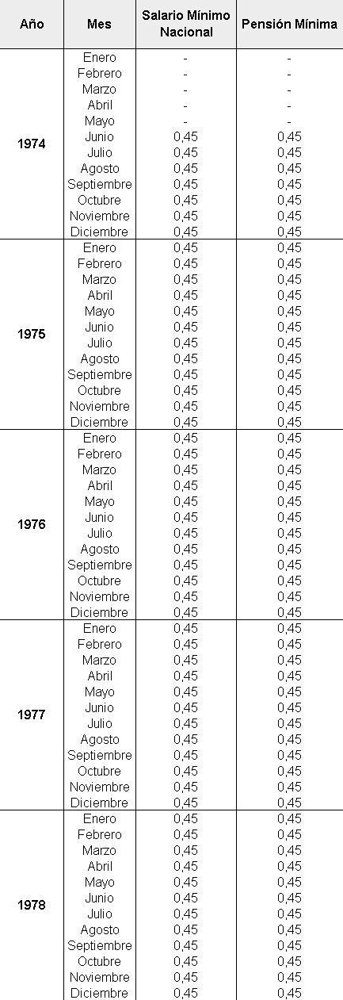 Año Mes Salario Mínimo Nacional Pensión Mínima
Enero - -
Febrero - -
Marzo - -
Abril - -
Mayo - -
Junio 0,45 0,45
1974
Julio 0,45 0,45
Agosto 0,45 0,45
Septiembre 0,45 0,45
Octubre 0,45 0,45
Noviembre 0,45 0,45
Diciembre 0,45 0,45
Enero 0,45 0,45
Febrero 0,45 0,45
Marzo 0,45 0,45
Abril 0,45 0,45
Mayo 0,45 0,45
Junio 0,45 0,45
1975
Julio 0,45 0,45
Agosto 0,45 0,45
Septiembre 0,45 0,45
Octubre 0,45 0,45
Noviembre 0,45 0,45
Diciembre 0,45 0,45
Enero 0,45 0,45
Febrero 0,45 0,45
Marzo 0,45 0,45
Abril 0,45 0,45
Mayo 0,45 0,45
Junio 0,45 0,45
1976
Julio 0,45 0,45
Agosto 0,45 0,45
Septiembre 0,45 0,45
Octubre 0,45 0,45
Noviembre 0,45 0,45
Diciembre 0,45 0,45
Enero 0,45 0,45
Febrero 0,45 0,45
Marzo 0,45 0,45
Abril 0,45 0,45
Mayo 0,45 0,45
Junio 0,45 0,45
1977
Julio 0,45 0,45
Agosto 0,45 0,45
Septiembre 0,45 0,45
Octubre 0,45 0,45
Noviembre 0,45 0,45
Diciembre 0,45 0,45
Enero 0,45 0,45
Febrero 0,45 0,45
Marzo 0,45 0,45
Abril 0,45 0,45
Mayo 0,45 0,45
Junio 0,45 0,45
1978
Julio 0,45 0,45
Agosto 0,45 0,45
Septiembre 0,45 0,45
Octubre 0,45 0,45
Noviembre 0,45 0,45
Diciembre 0,45 0,45